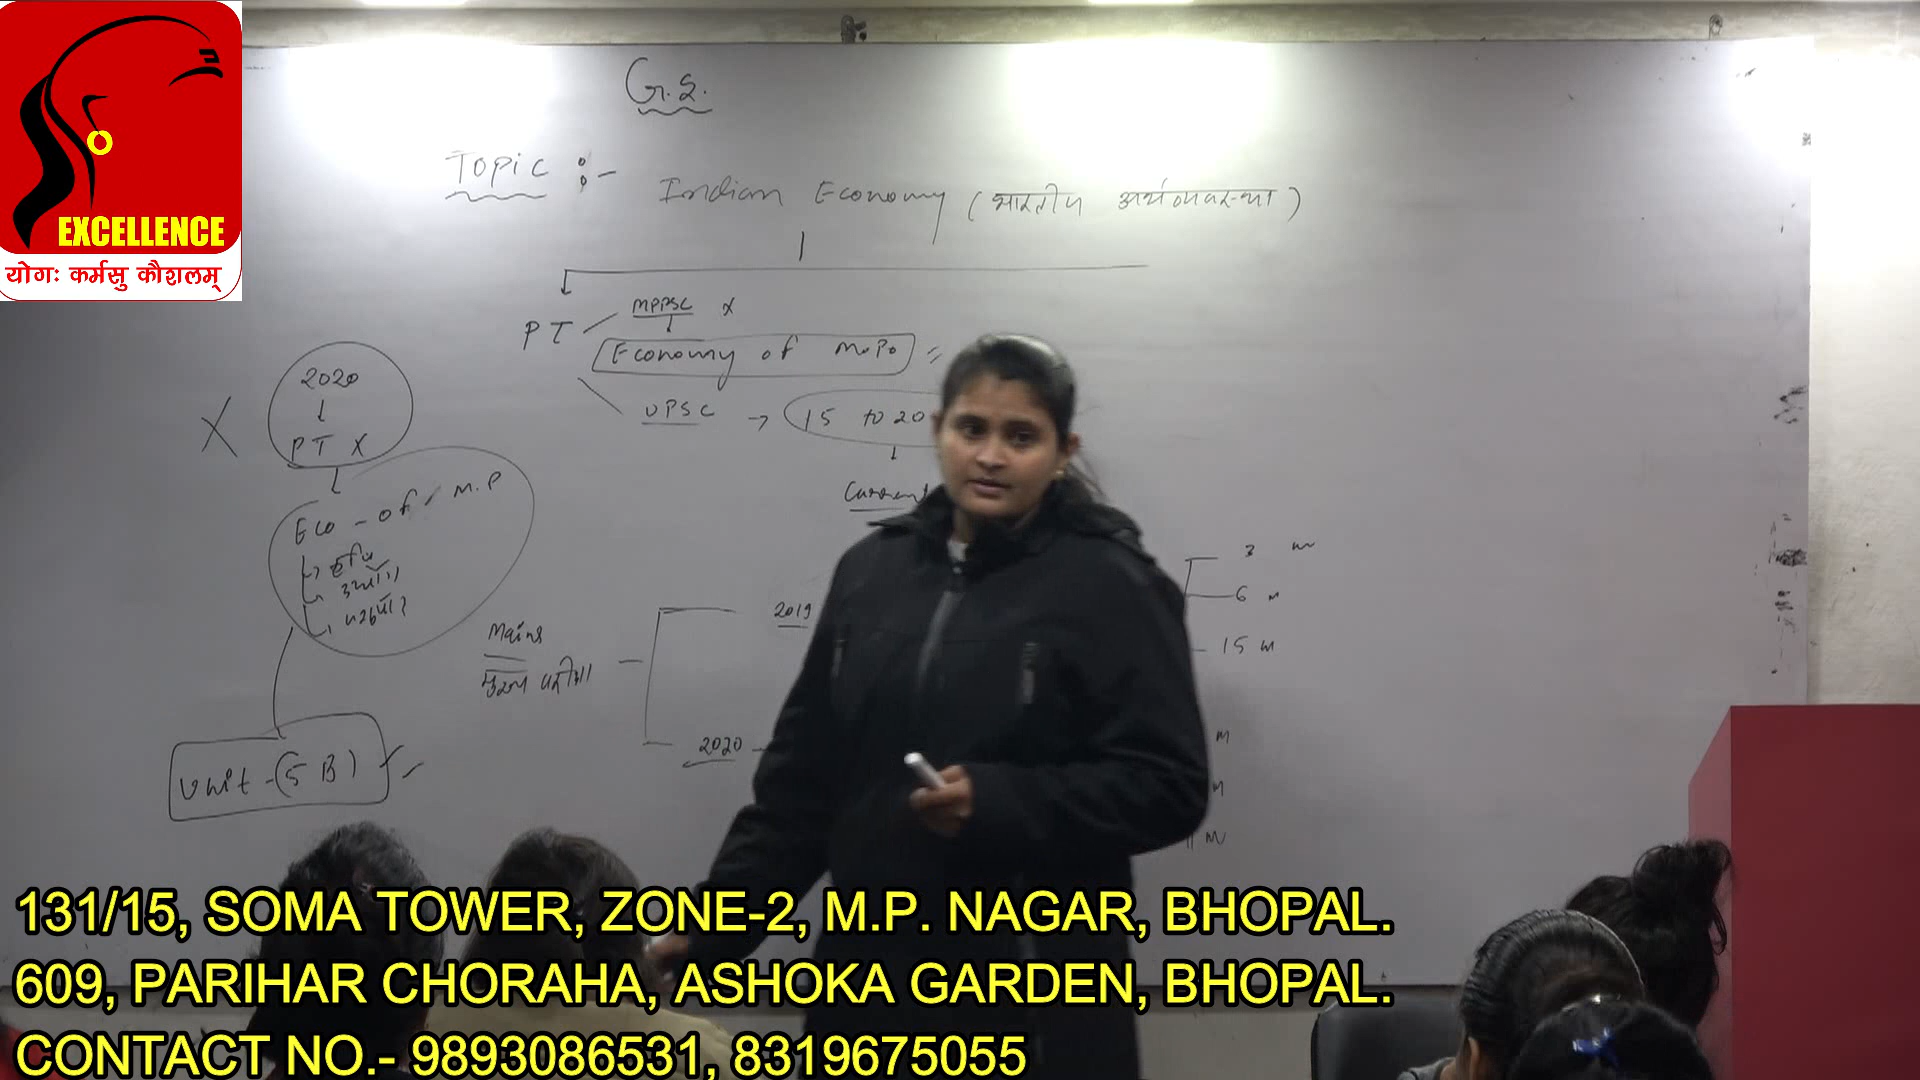 EXCELLENCE
योगः कर्मसु कौशलम्
G.S.
Topic :-
Indian Economy (भारतीय अर्थव्यवस्था)
PT
MPPSC X
Economy of M.P.
UPSC → 15 to 20
Current
2020
↓
PT X
X
Eco - of M.P
→ कृषि
उद्योग
Unit-(5 B)
Mains
मुख्य परीक्षा
2019
2020
3 m
6 m
15 m
m
m
11 m
131/15, SOMA TOWER, ZONE-2, M.P. NAGAR, BHOPAL.
609, PARIHAR CHORAHA, ASHOKA GARDEN, BHOPAL.
CONTACT NO.- 9893086531, 8319675055